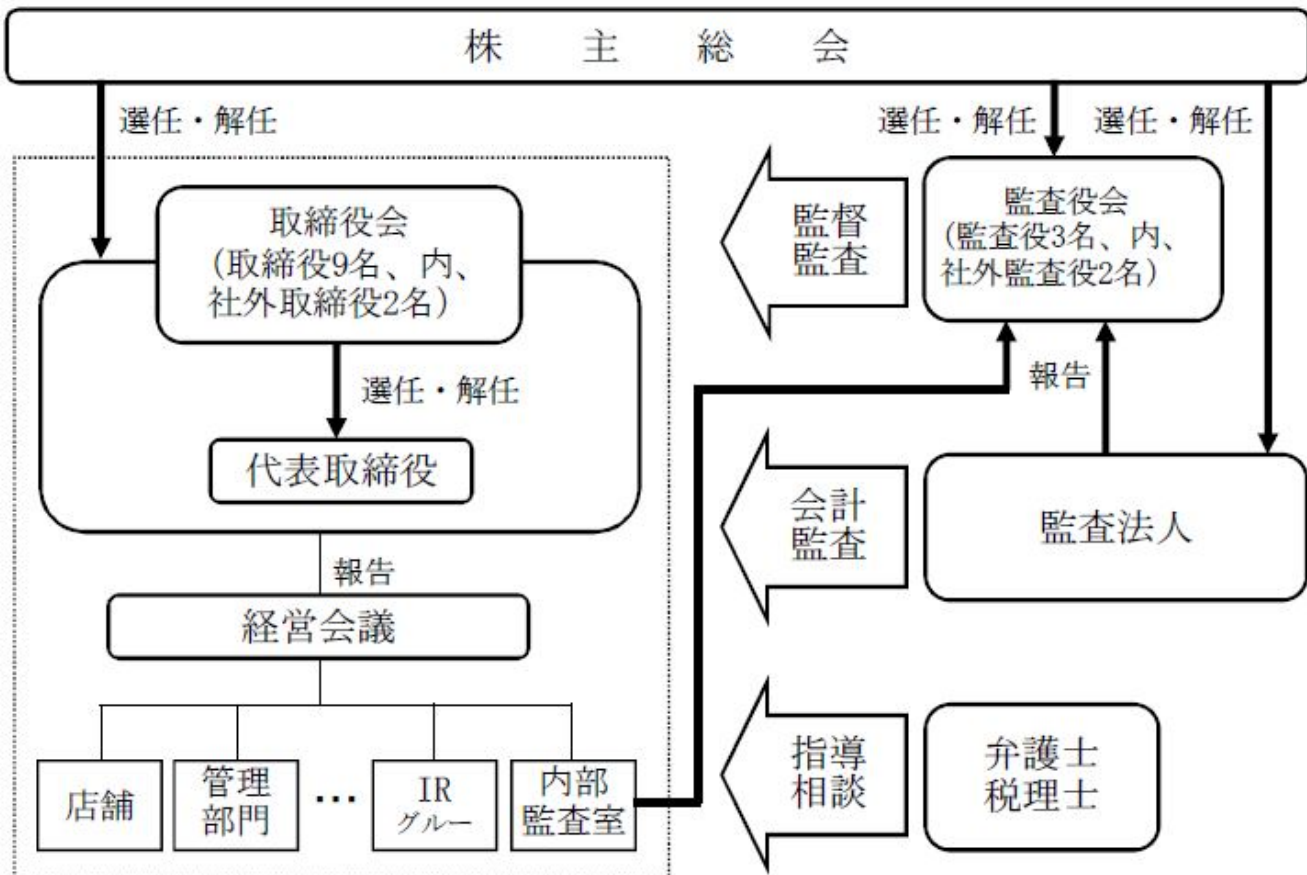 株主総会
選任・解任
選任・解任
選任・解任
取締役会
(取締役9名、内、
社外取締役2名)
監督
監査
監査役会
(監査役3名、内、
社外監査役2名)
選任・解任
報告
代表取締役
会計
監査
監査法人
報告
経営会議
店舗
管理
部門
…
IR
グルー
内部
監査室
指導
相談
弁護士
税理士